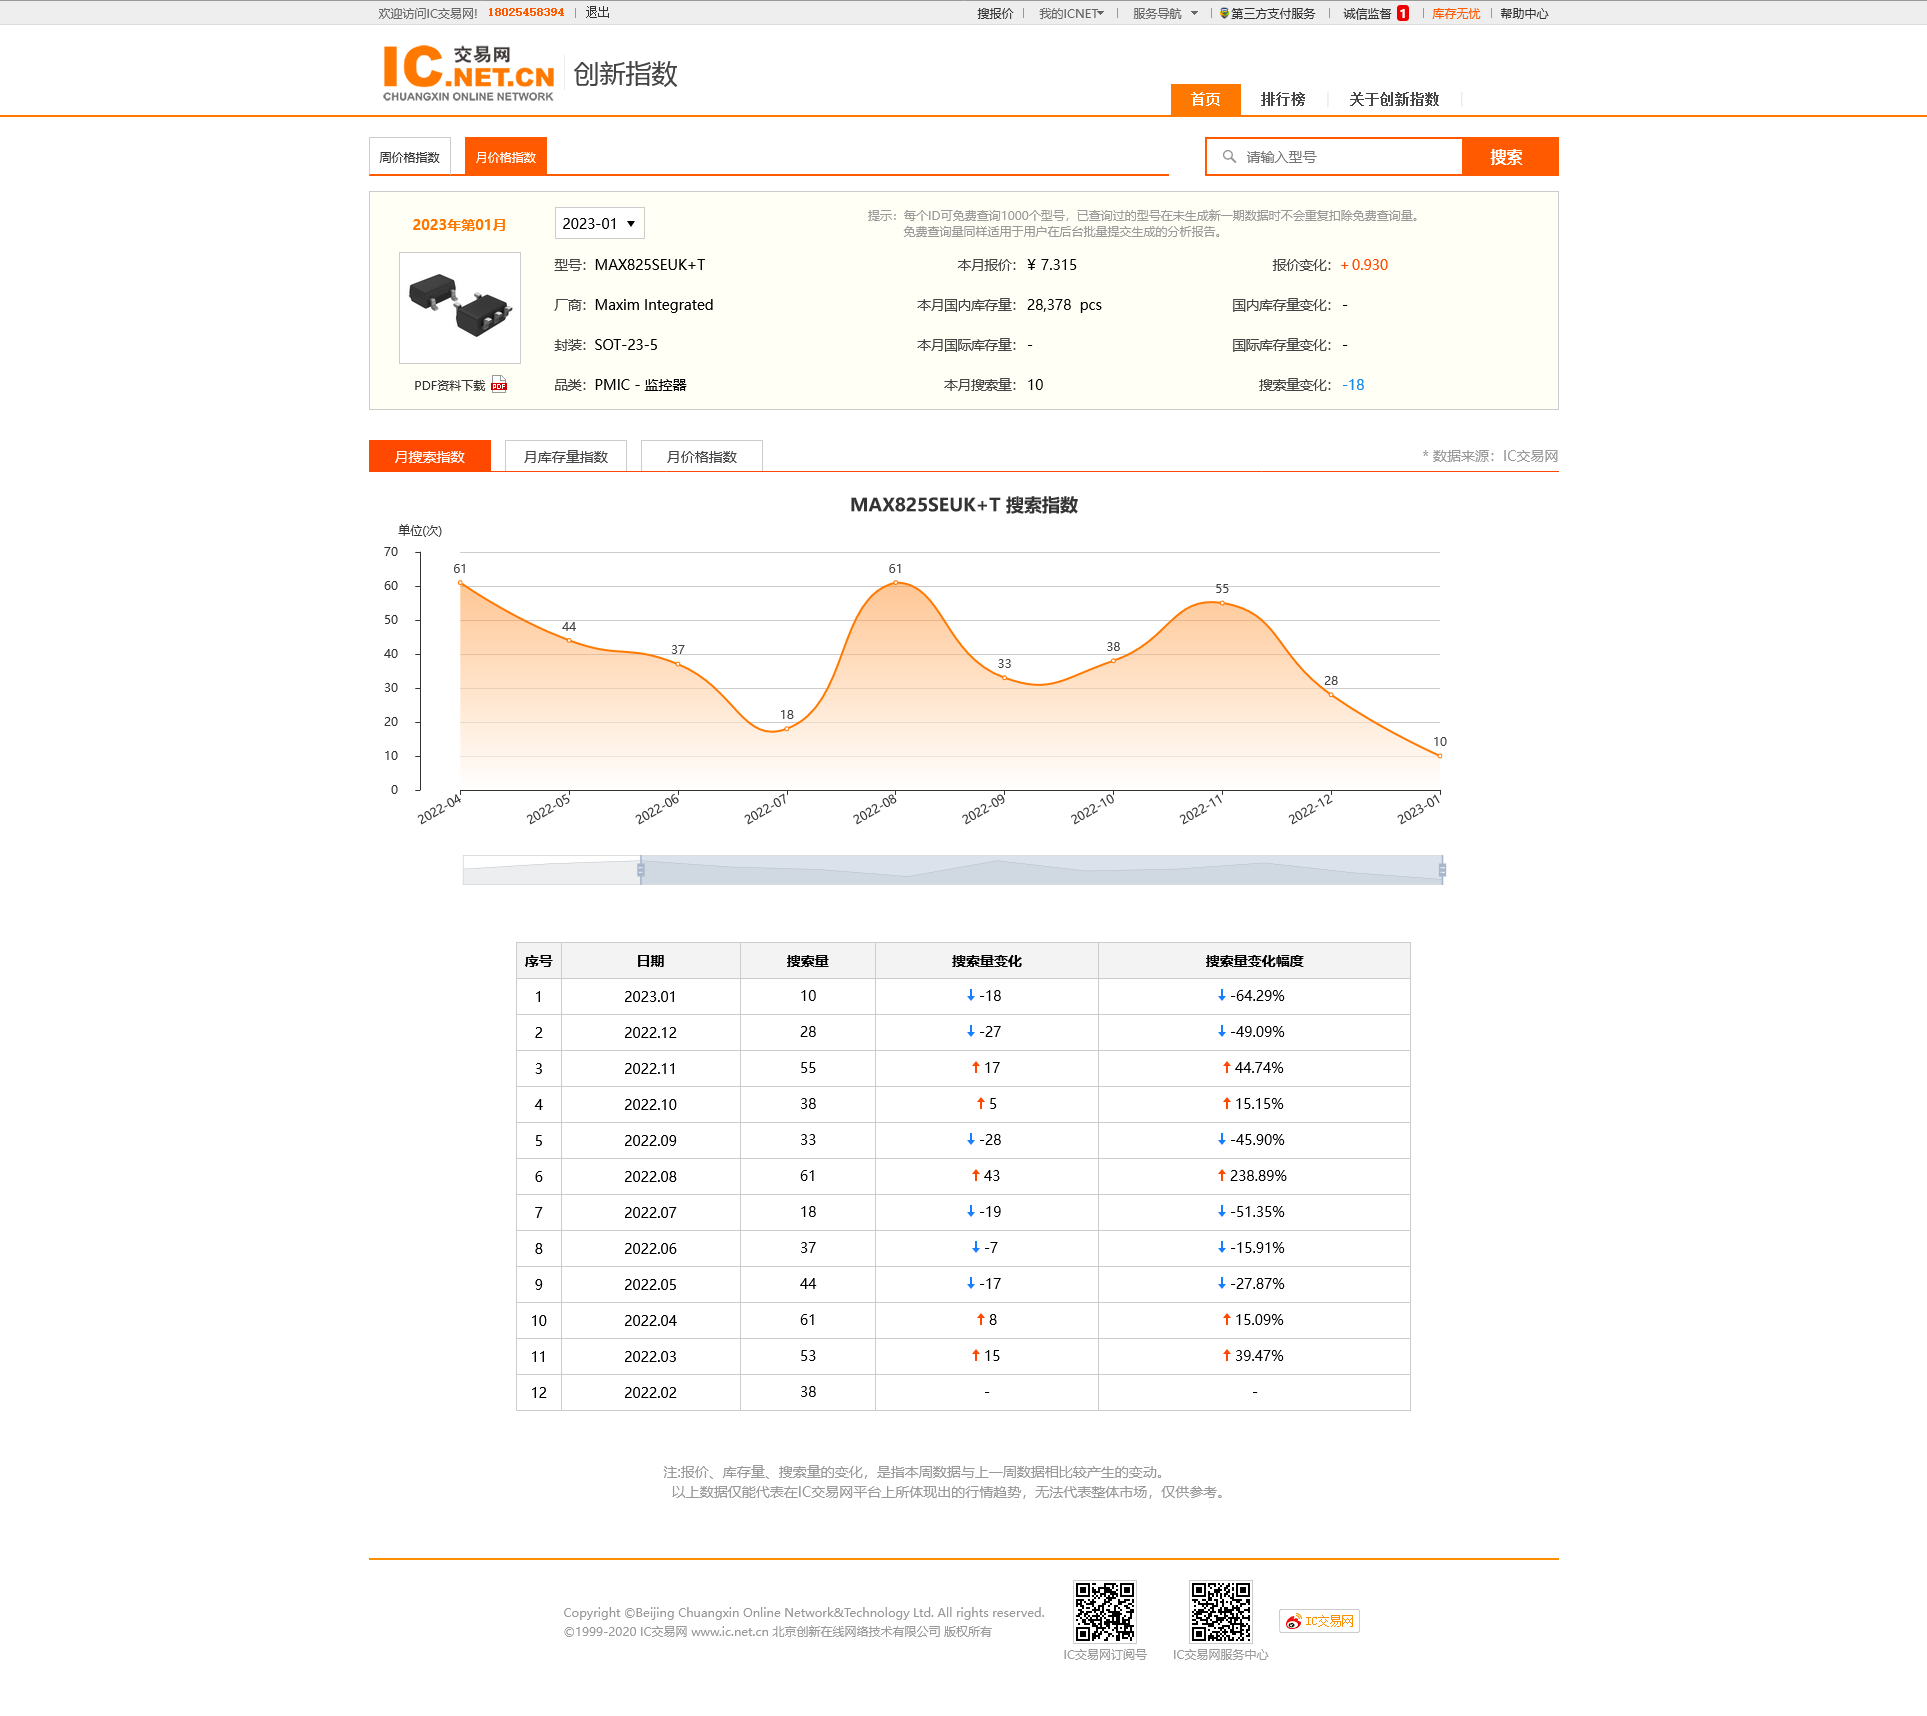 欢迎访问IC交易网! 18025458394 退出 搜报价 我的ICNET 服务导航 第三方支付服务 诚信监督 1 库存无忧 帮助中心
IC交易网.NET.CN 创新指数
CHUANGXIN ONLINE NETWORK
首页 排行榜 关于创新指数
周价格指数 月价格指数 请输入型号 搜索
2023年第01月 2023-01 提示: 每个ID可免费查询1000个型号，已查询过的型号在未生成新一期数据时不会重复扣除免费查询量。
免费查询量同样适用于用户在后台批量提交生成的分析报告。
型号: MAX825SEUK+T 本月报价: ¥ 7.315 报价变化: + 0.930
厂商: Maxim Integrated 本月国内库存量: 28,378 pcs 国内库存量变化: -
封装: SOT-23-5 本月国际库存量: - 国际库存量变化: -
PDF资料下载 PDF 品类: PMIC - 监控器 本月搜索量: 10 搜索量变化: -18
月搜索指数 月库存量指数 月价格指数 * 数据来源: IC交易网
MAX825SEUK+T 搜索指数
单位(次)
70
60
50
40
30
20
10
0
61 44 37 18 61 33 38 55 28 10
2022-04 2022-05 2022-06 2022-07 2022-08 2022-09 2022-10 2022-11 2022-12 2023-01
序号 日期 搜索量 搜索量变化 搜索量变化幅度
1 2023.01 10 ↓ -18 ↓ -64.29%
2 2022.12 28 ↓ -27 ↓ -49.09%
3 2022.11 55 ↑ 17 ↑ 44.74%
4 2022.10 38 ↑ 5 ↑ 15.15%
5 2022.09 33 ↓ -28 ↓ -45.90%
6 2022.08 61 ↑ 43 ↑ 238.89%
7 2022.07 18 ↓ -19 ↓ -51.35%
8 2022.06 37 ↓ -7 ↓ -15.91%
9 2022.05 44 ↓ -17 ↓ -27.87%
10 2022.04 61 ↑ 8 ↑ 15.09%
11 2022.03 53 ↑ 15 ↑ 39.47%
12 2022.02 38 - -
注:报价、库存量、搜索量的变化，是指本周数据与上一周数据相比较产生的变动。
以上数据仅能代表在IC交易网平台上所体现出的行情趋势，无法代表整体市场，仅供参考。
Copyright ©Beijing Chuangxin Online Network&Technology Ltd. All rights reserved.
©1999-2020 IC交易网 www.ic.net.cn 北京创新在线网络技术有限公司 版权所有
IC交易网订阅号 IC交易网服务中心 IC交易网